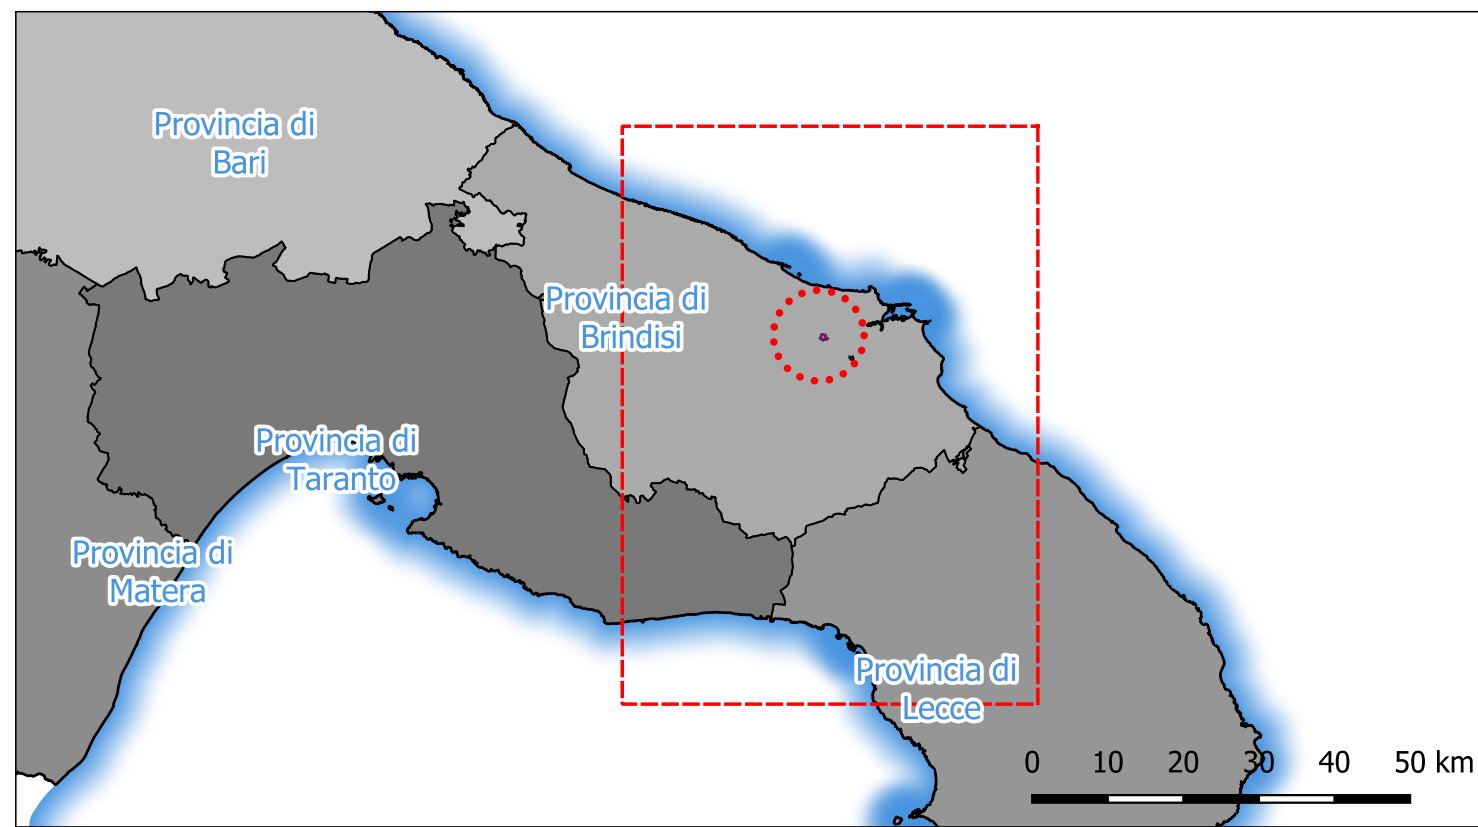 Provincia di
Bari
Provincia di
Brindisi
Provincia di
Taranto
Provincia di
Matera
Provincia di
Lecce
0 10 20 30 40 50 km